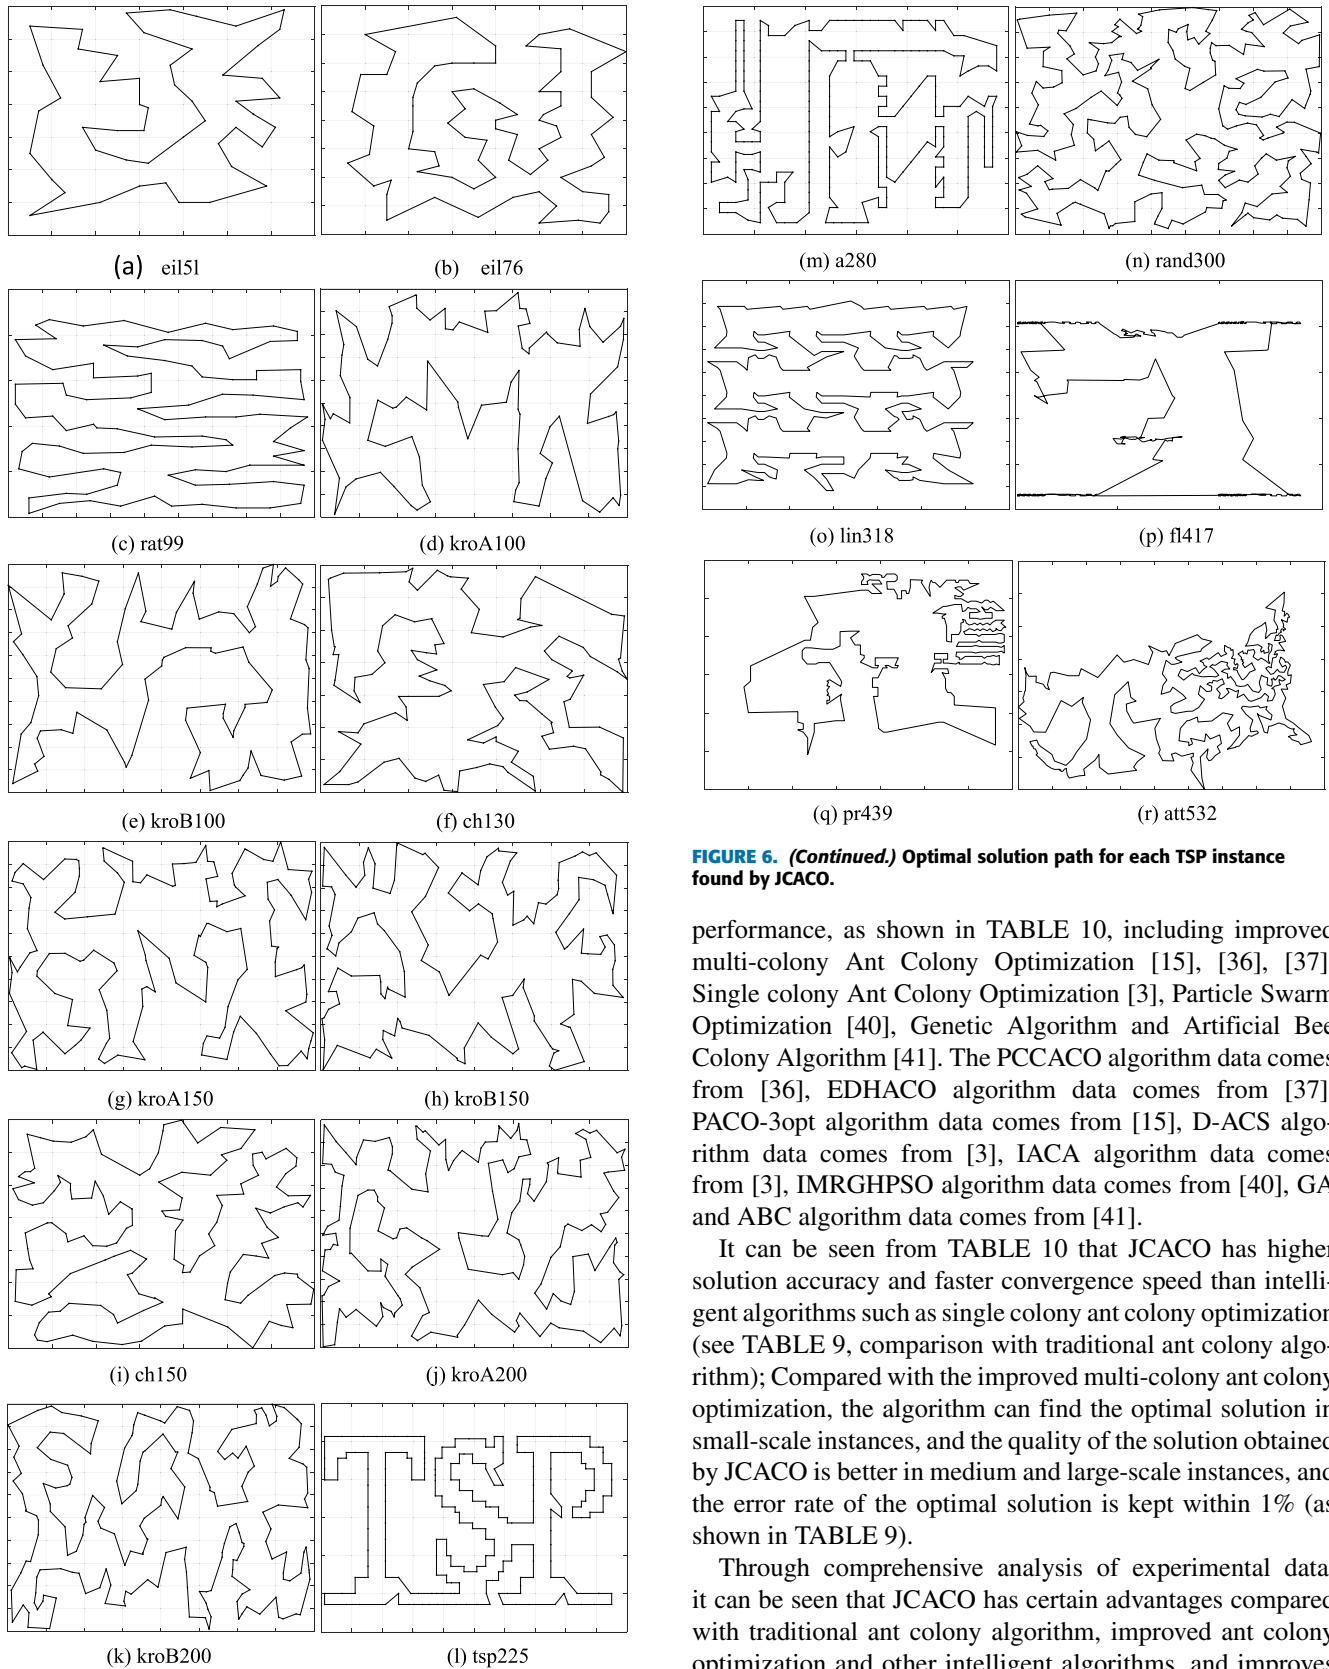 (a) eil51
(b) eil76
(c) rat99
(d) kroA100
(e) kroB100
(f) ch130
(g) kroA150
(h) kroB150
(i) ch150
(j) kroA200
(k) kroB200
(l) tsp225
(m) a280
(n) rand300
(o) lin318
(p) fl417
(q) pr439
(r) att532
FIGURE 6. (Continued.) Optimal solution path for each TSP instance
found by JCACO.
performance, as shown in TABLE 10, including improved
multi-colony Ant Colony Optimization [15], [36], [37]
Single colony Ant Colony Optimization [3], Particle Swarm
Optimization [40], Genetic Algorithm and Artificial Bee
Colony Algorithm [41]. The PCCACO algorithm data comes
from [36], EDHACO algorithm data comes from [37]
PACO-3opt algorithm data comes from [15], D-ACS algo-
rithm data comes from [3], IACA algorithm data comes
from [3], IMRGHPSO algorithm data comes from [40], GA
and ABC algorithm data comes from [41].
It can be seen from TABLE 10 that JCACO has higher
solution accuracy and faster convergence speed than intelli-
gent algorithms such as single colony ant colony optimization
(see TABLE 9, comparison with traditional ant colony algo-
rithm); Compared with the improved multi-colony ant colony
optimization, the algorithm can find the optimal solution in
small-scale instances, and the quality of the solution obtained
by JCACO is better in medium and large-scale instances, and
the error rate of the optimal solution is kept within 1% (as
shown in TABLE 9).
Through comprehensive analysis of experimental data
it can be seen that JCACO has certain advantages compared
with traditional ant colony algorithm, improved ant colony
optimization and other intelligent algorithms, and improves